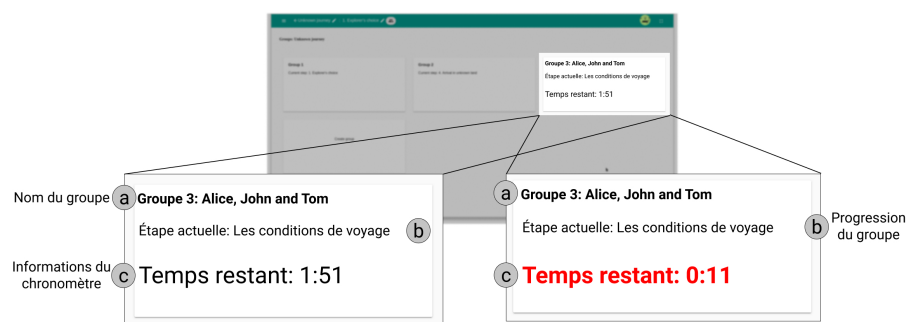 Groupe 3: Alice, John and Tom
Étape actuelle: Les conditions de voyage
Temps restant: 1:51
Nom du groupe
a
Groupe 3: Alice, John and Tom
Étape actuelle: Les conditions de voyage
b
Informations du
chronomètre
c
Temps restant: 1:51
a
Groupe 3: Alice, John and Tom
Étape actuelle: Les conditions de voyage
b
Progression
du groupe
c
Temps restant: 0:11